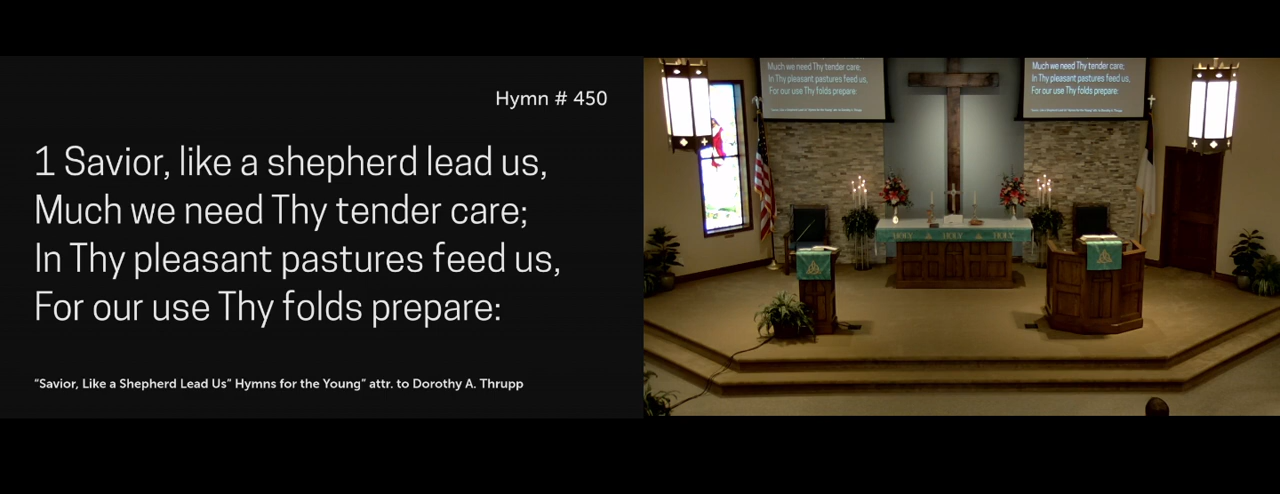 Hymn # 450
1 Savior, like a shepherd lead us,
Much we need Thy tender care;
In Thy pleasant pastures feed us,
For our use Thy folds prepare:
“Savior, Like a Shepherd Lead Us” Hymns for the Young” attr. to Dorothy A. Thrupp
Much we need Thy tender care;
In Thy pleasant pastures feed us,
For our use Thy folds prepare:
Much we need Thy tender care;
In Thy pleasant pastures feed us,
For our use Thy folds prepare:
HOLY HOLY HOLY